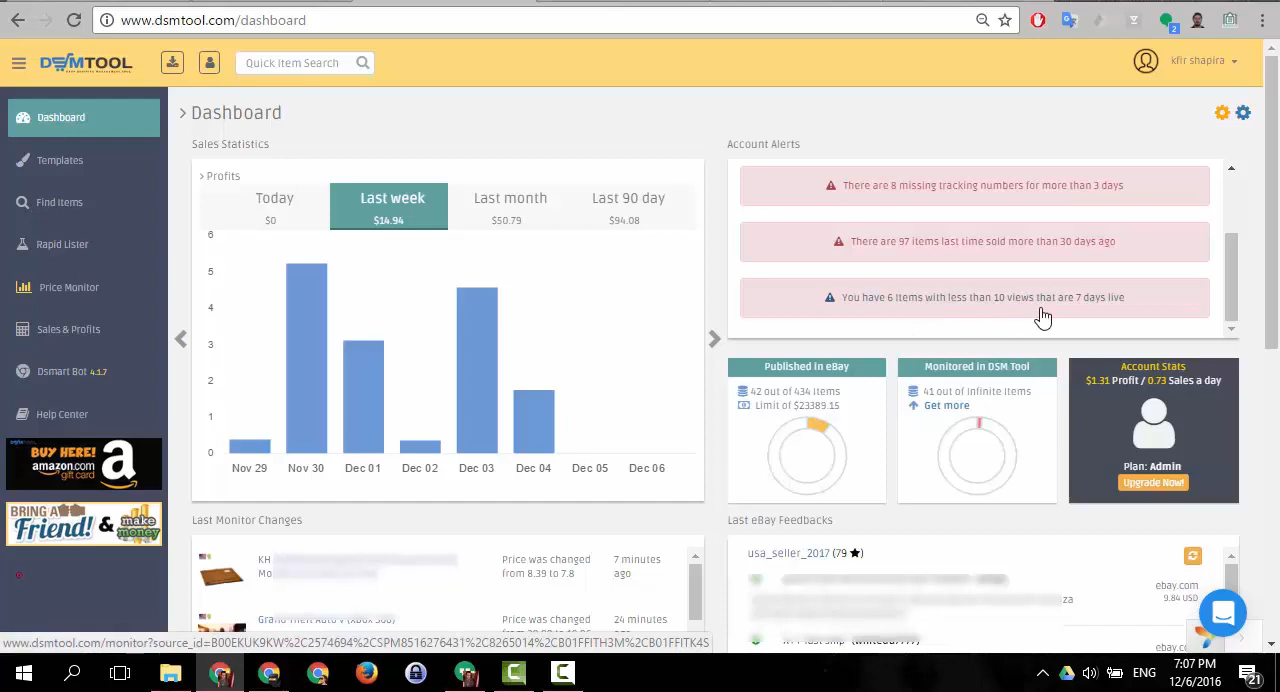 www.dsmtool.com/dashboard
2
DSMTOOL
Quick Item Search
kfir shapira
Dashboard
Templates
Find Items
Rapid Lister
Price Monitor
Sales & Profits
Dsmart Bot 4.1.7
Help Center
BUY HERE!
amazon.com
gift card
a
BRING A
Friend! & make
money
> Dashboard
Sales Statistics
> Profits
Today
$0
Last week
$14.94
Last month
$50.79
Last 90 day
$94.08
6
5
4
3
2
1
0
Nov 29 Nov 30 Dec 01 Dec 02 Dec 03 Dec 04 Dec 05 Dec 06
Account Alerts
There are 8 missing tracking numbers for more than 3 days
There are 97 items last time sold more than 30 days ago
You have 6 items with less than 10 views that are 7 days live
Published in eBay
42 out of 434 items
Limit of $23389.15
Monitored in DSM Tool
41 out of Infinite items
Get more
Account Stats
$1.31 Profit / 0.73 Sales a day
Plan: Admin
Upgrade Now!
Last Monitor Changes
KH
Mo
Price was changed
from 8.39 to 7.8
7 minutes
ago
Grand Theft Auto V (Xbox 360)
Price was changed
24 minutes
Last eBay Feedbacks
usa_seller_2017 (79 ★)
ebay.com
9.84 USD
za
www.dsmtool.com/monitor?source_id=B00EKUK9KW%2C2574694%2CSPM8516276431%2C8265014%2CB01FFITH3M%2CB01FFITK4S
ENG
7:07 PM
12/6/2016
21